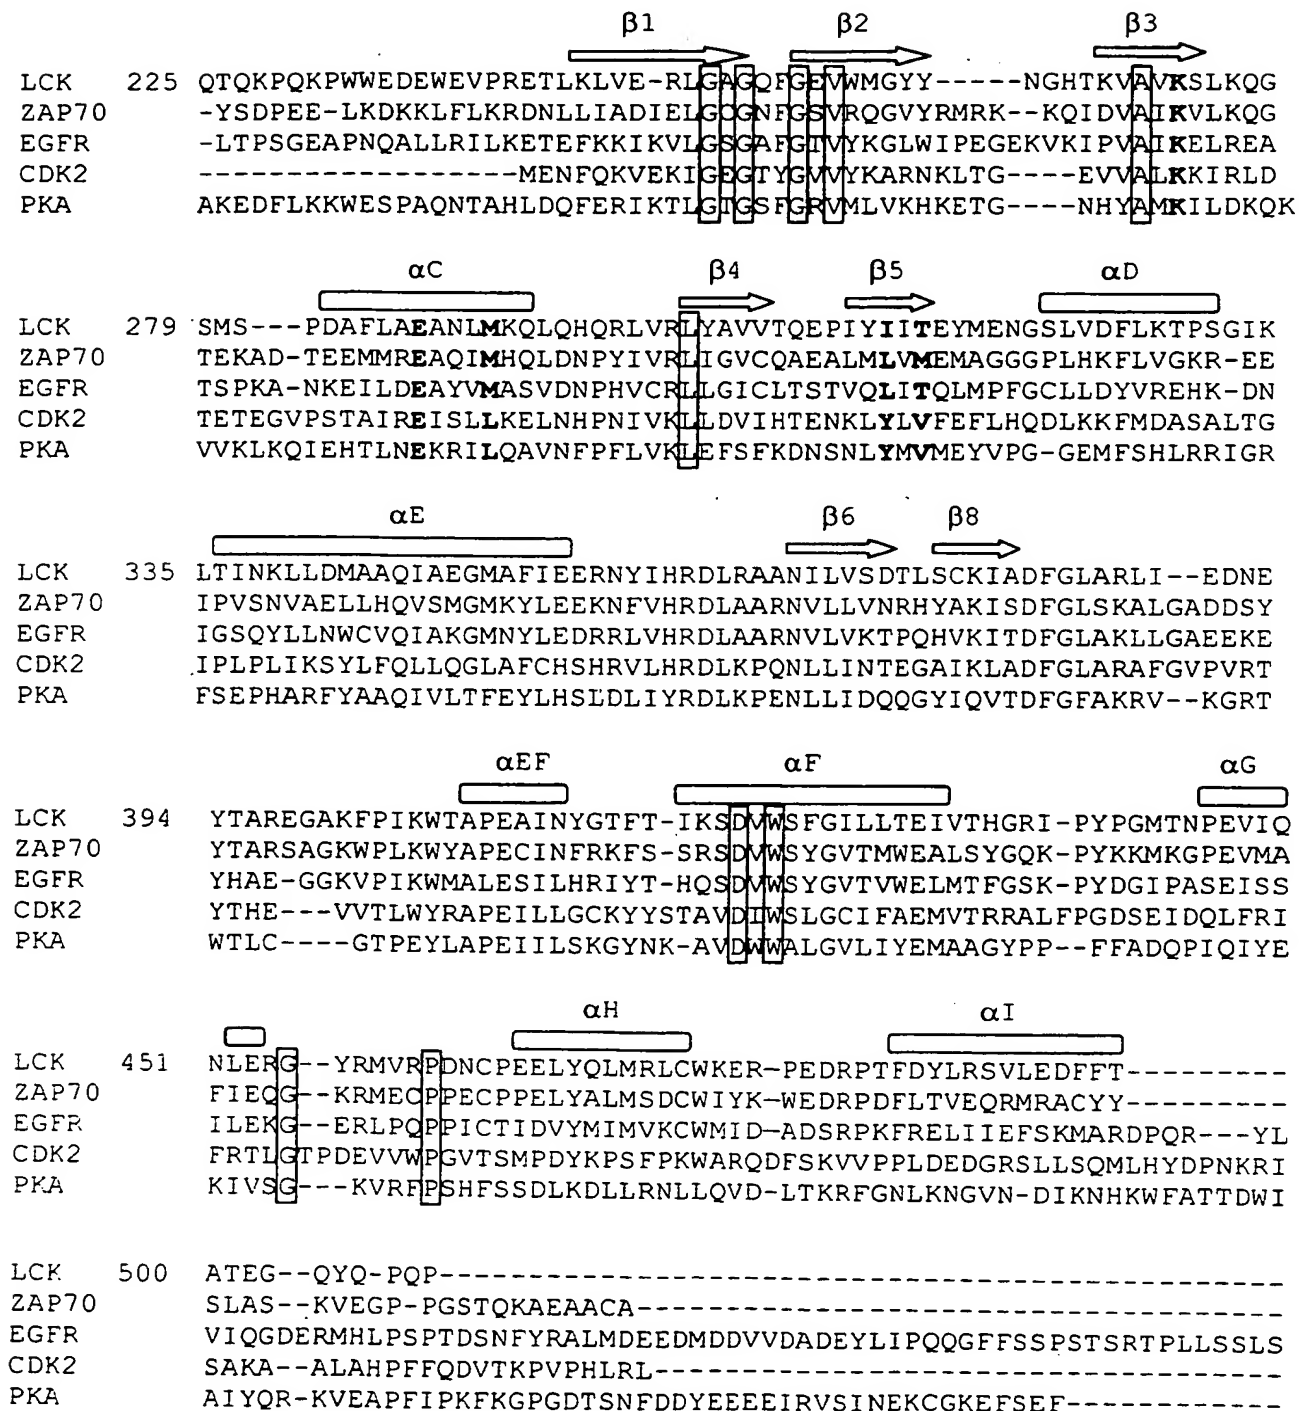 β1 β2 β3
LCK 225 QTQKPQKPWWEDEWEVPRETLKLVE-RLGAGQFGEVWMGYY-----NGHTKVAVKSLKQG
ZAP70 -YSDPEE-LKDKKLFLKRDNLLIADIELGCGNFGSVRQGVYRMRK--KQIDVAIKVLKQG
EGFR -LTPSGEAPNQALLRILKETEFKKIKVLGSGAFGTVYKGLWIPEGEKVKIPVAIKELREA
CDK2 ------------------MENFQKVEKIGEGTYGVVYKARNKLTG----EVVALKKIRLD
PKA AKEDFLKKWESPAQNTAHLDQFERIKTLGTGSFGRVMLVKHKETG----NHYAMKILDKQK
αC β4 β5 αD
LCK 279 SMS---PDAFLAEANLMKQLQHQRLVRLYAVVTQEPIYIITEYMENGSLVDFLKTPSGIK
ZAP70 TEKAD-TEEMMREAQIMHQLDNPYIVRLIGVCQAEALMLVMEMAGGGPLHKFLVGKR-EE
EGFR TSPKA-NKEILDEAYVMASVDNPHVCRLLGICLTSTVQLITQLMPFGCLLDYVREHK-DN
CDK2 TETEGVPSTAIREISLLKELNHPNIVKLLDVIHTENKLYLVFEFLHQDLKKFMDASALTG
PKA VVKLKQIEHTLNEKRILQAVNFPFLVKLEFSFKDNSNLYMVMEYVPG-GEMFSHLRRIGR
αE β6 β8
LCK 335 LTINKLLDMAAQIAEGMAFIEERNYIHRDLRAANILVSDTLSCKIADFGLARLI--EDNE
ZAP70 IPVSNVAELLHQVSMGMKYLEEKNFVHRDLAARNVLLVNRHYAKISDFGLSKALGADDSY
EGFR IGSQYLLNWCVQIAKGMNYLEDRRLVHRDLAARNVLVKTPQHVKITDFGLAKLLGAEEKE
CDK2 IPLPLIKSYLFQLLQGLAFCHSHRVLHRDLKPQNLLINTEGAIKLADFGLARAFGVPVRT
PKA FSEPHARFYAAQIVLTFEYLHSLDLIYRDLKPENLLIDQQGYIQVTDFGFAKRV--KGRT
αEF αF αG
LCK 394 YTAREGAKFPIKWTAPEAINYGTFT-IKSDVWSFGILLTEIVTHGRI-PYPGMTNPEVIQ
ZAP70 YTARSAGKWPLKWYAPECINFRKFS-SRSDVWSYGVTMWEALSYGQK-PYKKMKGPEVMA
EGFR YHAE-GGKVPIKWMALESILHRIYT-HQSDVWSYGVTVWELMTFGSK-PYDGIPASEISS
CDK2 YTHE---VVTLWYRAPEILLGCKYYSTAVDIWSLGCIFAEMVTRRALFPGDSEIDQLFRI
PKA WTLC----GTPEYLAPEIILSKGYNK-AVDWWALGVLIYEMAAGYPP--FFADQPIQIYE
αH αI
LCK 451 NLERG--YRMVRPDNCPEELYQLMRLCWKER-PEDRPTFDYLRSVLEDFFT---------
ZAP70 FIEQG--KRMECPPECPPELYALMSDCWIYK-WEDRPDFLTVEQRMRACYY---------
EGFR ILEKG--ERLPQPPICTIDVYMIMVKCWMID-ADSRPKFRELIIEFSKMARDPQR---YL
CDK2 FRTLGTPDEVVWPGVTSMPDYKPSFPKWARQDFSKVVPPLDEDGRSLLSQMLHYDPNKRI
PKA KIVSG---KVRFPSHFSSDLKDLLRNLLQVD-LTKRFGNLKNGVN-DIKNHKWFATTDWI
LCK 500 ATEG--QYQ-PQP-----------------------------------------------
ZAP70 SLAS--KVEGP-PGSTQKAEAACA------------------------------------
EGFR VIQGDERMHLPSPTDSNFYRALMDEEDMDDVVDADEYLIPQQGFFSSPSTSRTPLLSSLS
CDK2 SAKA--ALAHPFFQDVTKPVPHLRL-----------------------------------
PKA AIYQR-KVEAPFIPKFKGPGDTSNFDDYEEEEIRVSINEKCGKEFSEF------------